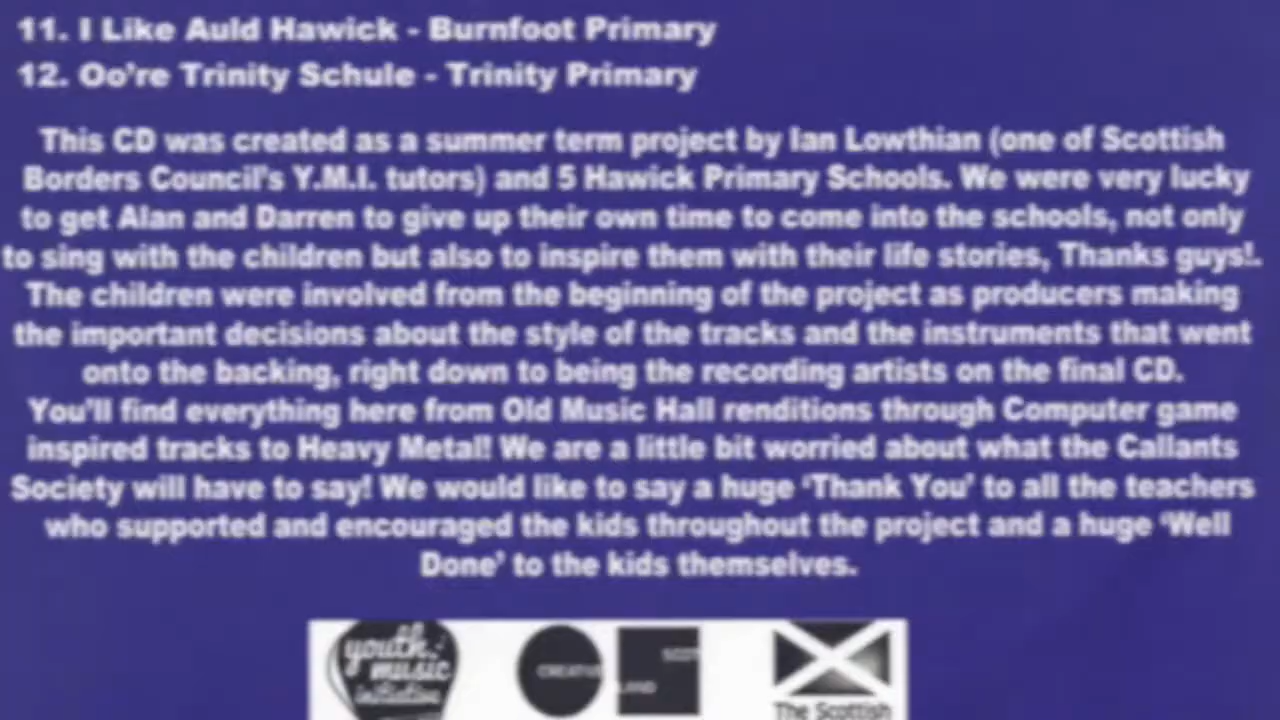 11. I Like Auld Hawick - Burnfoot Primary
12. Oo're Trinity Schule - Trinity Primary
This CD was created as a summer term project by Ian Lowthian (one of Scottish
Borders Council's Y.M.I. tutors) and 5 Hawick Primary Schools. We were very lucky
to get Alan and Darren to give up their own time to come into the schools, not only
to sing with the children but also to inspire them with their life stories, Thanks guys!.
The children were involved from the beginning of the project as producers making
the important decisions about the style of the tracks and the instruments that went
onto the backing, right down to being the recording artists on the final CD.
You'll find everything here from Old Music Hall renditions through Computer game
inspired tracks to Heavy Metal! We are a little bit worried about what the Callants
Society will have to say! We would like to say a huge 'Thank You' to all the teachers
who supported and encouraged the kids throughout the project and a huge 'Well
Done' to the kids themselves.
youth
music
initiative
CREATIVE
SCOT
LAND
The Scottish